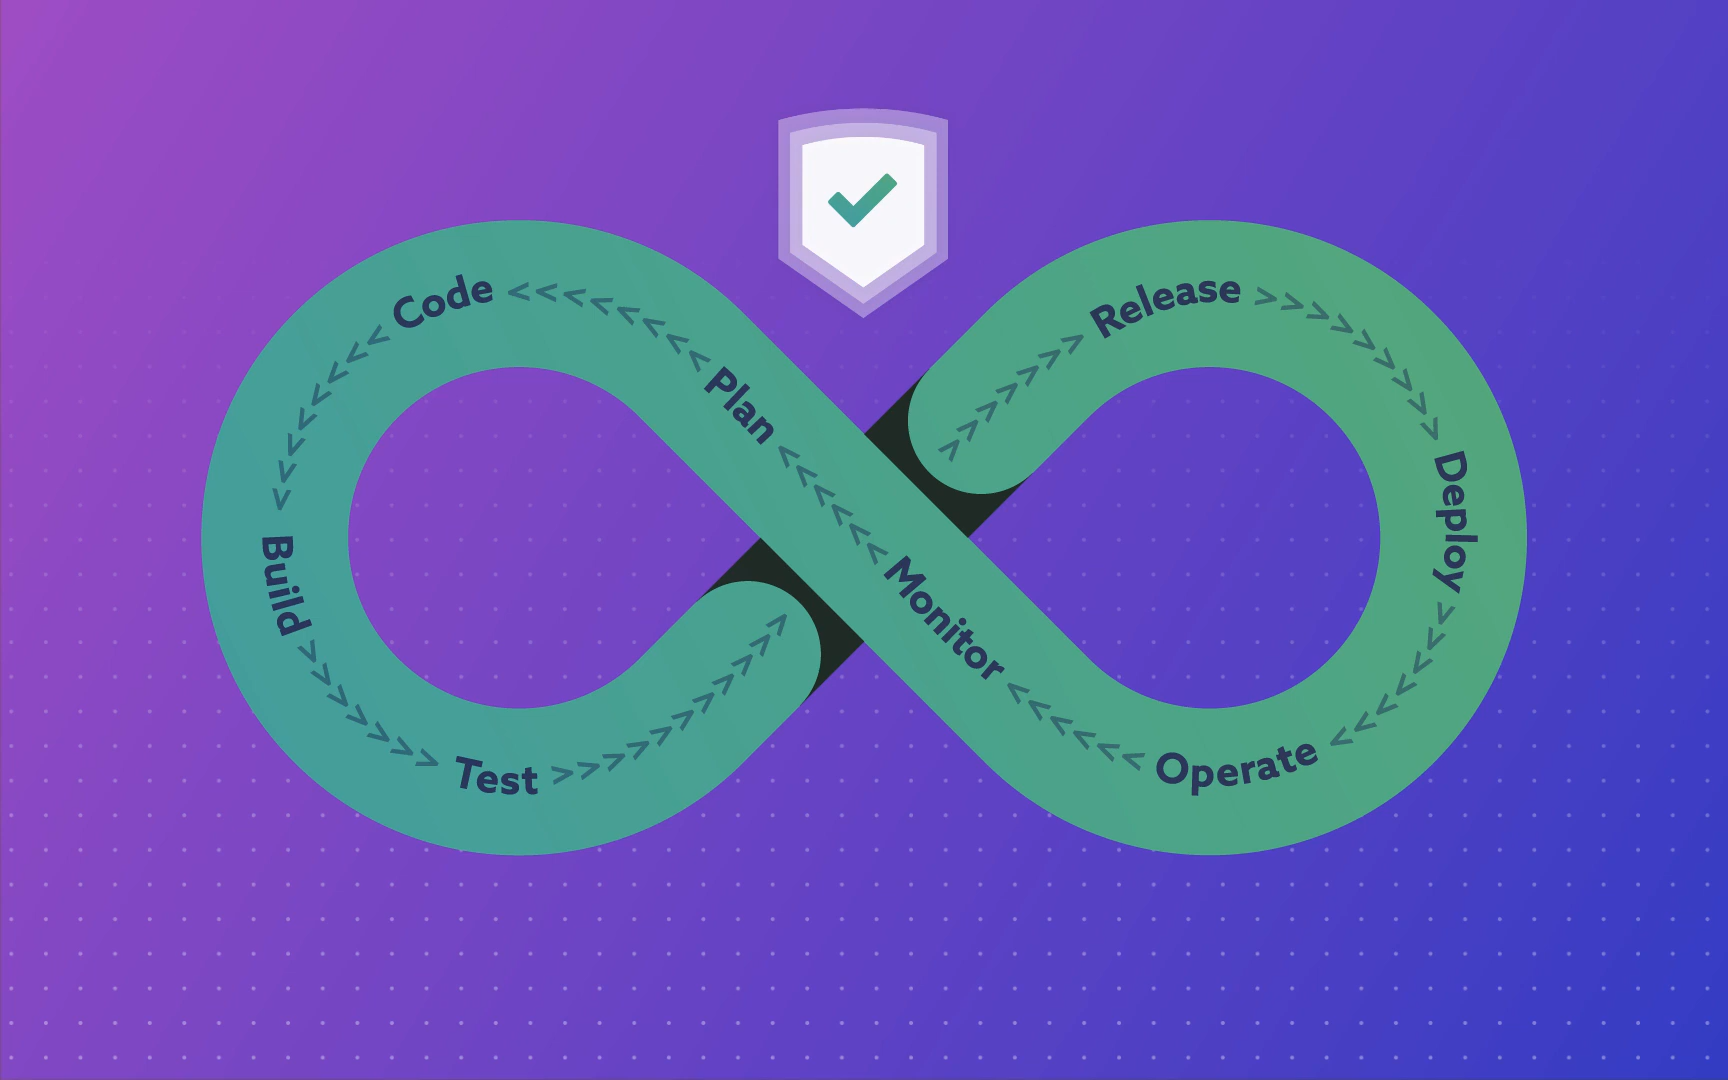 Plan
Code
Build
Test
Release
Deploy
Operate
Monitor